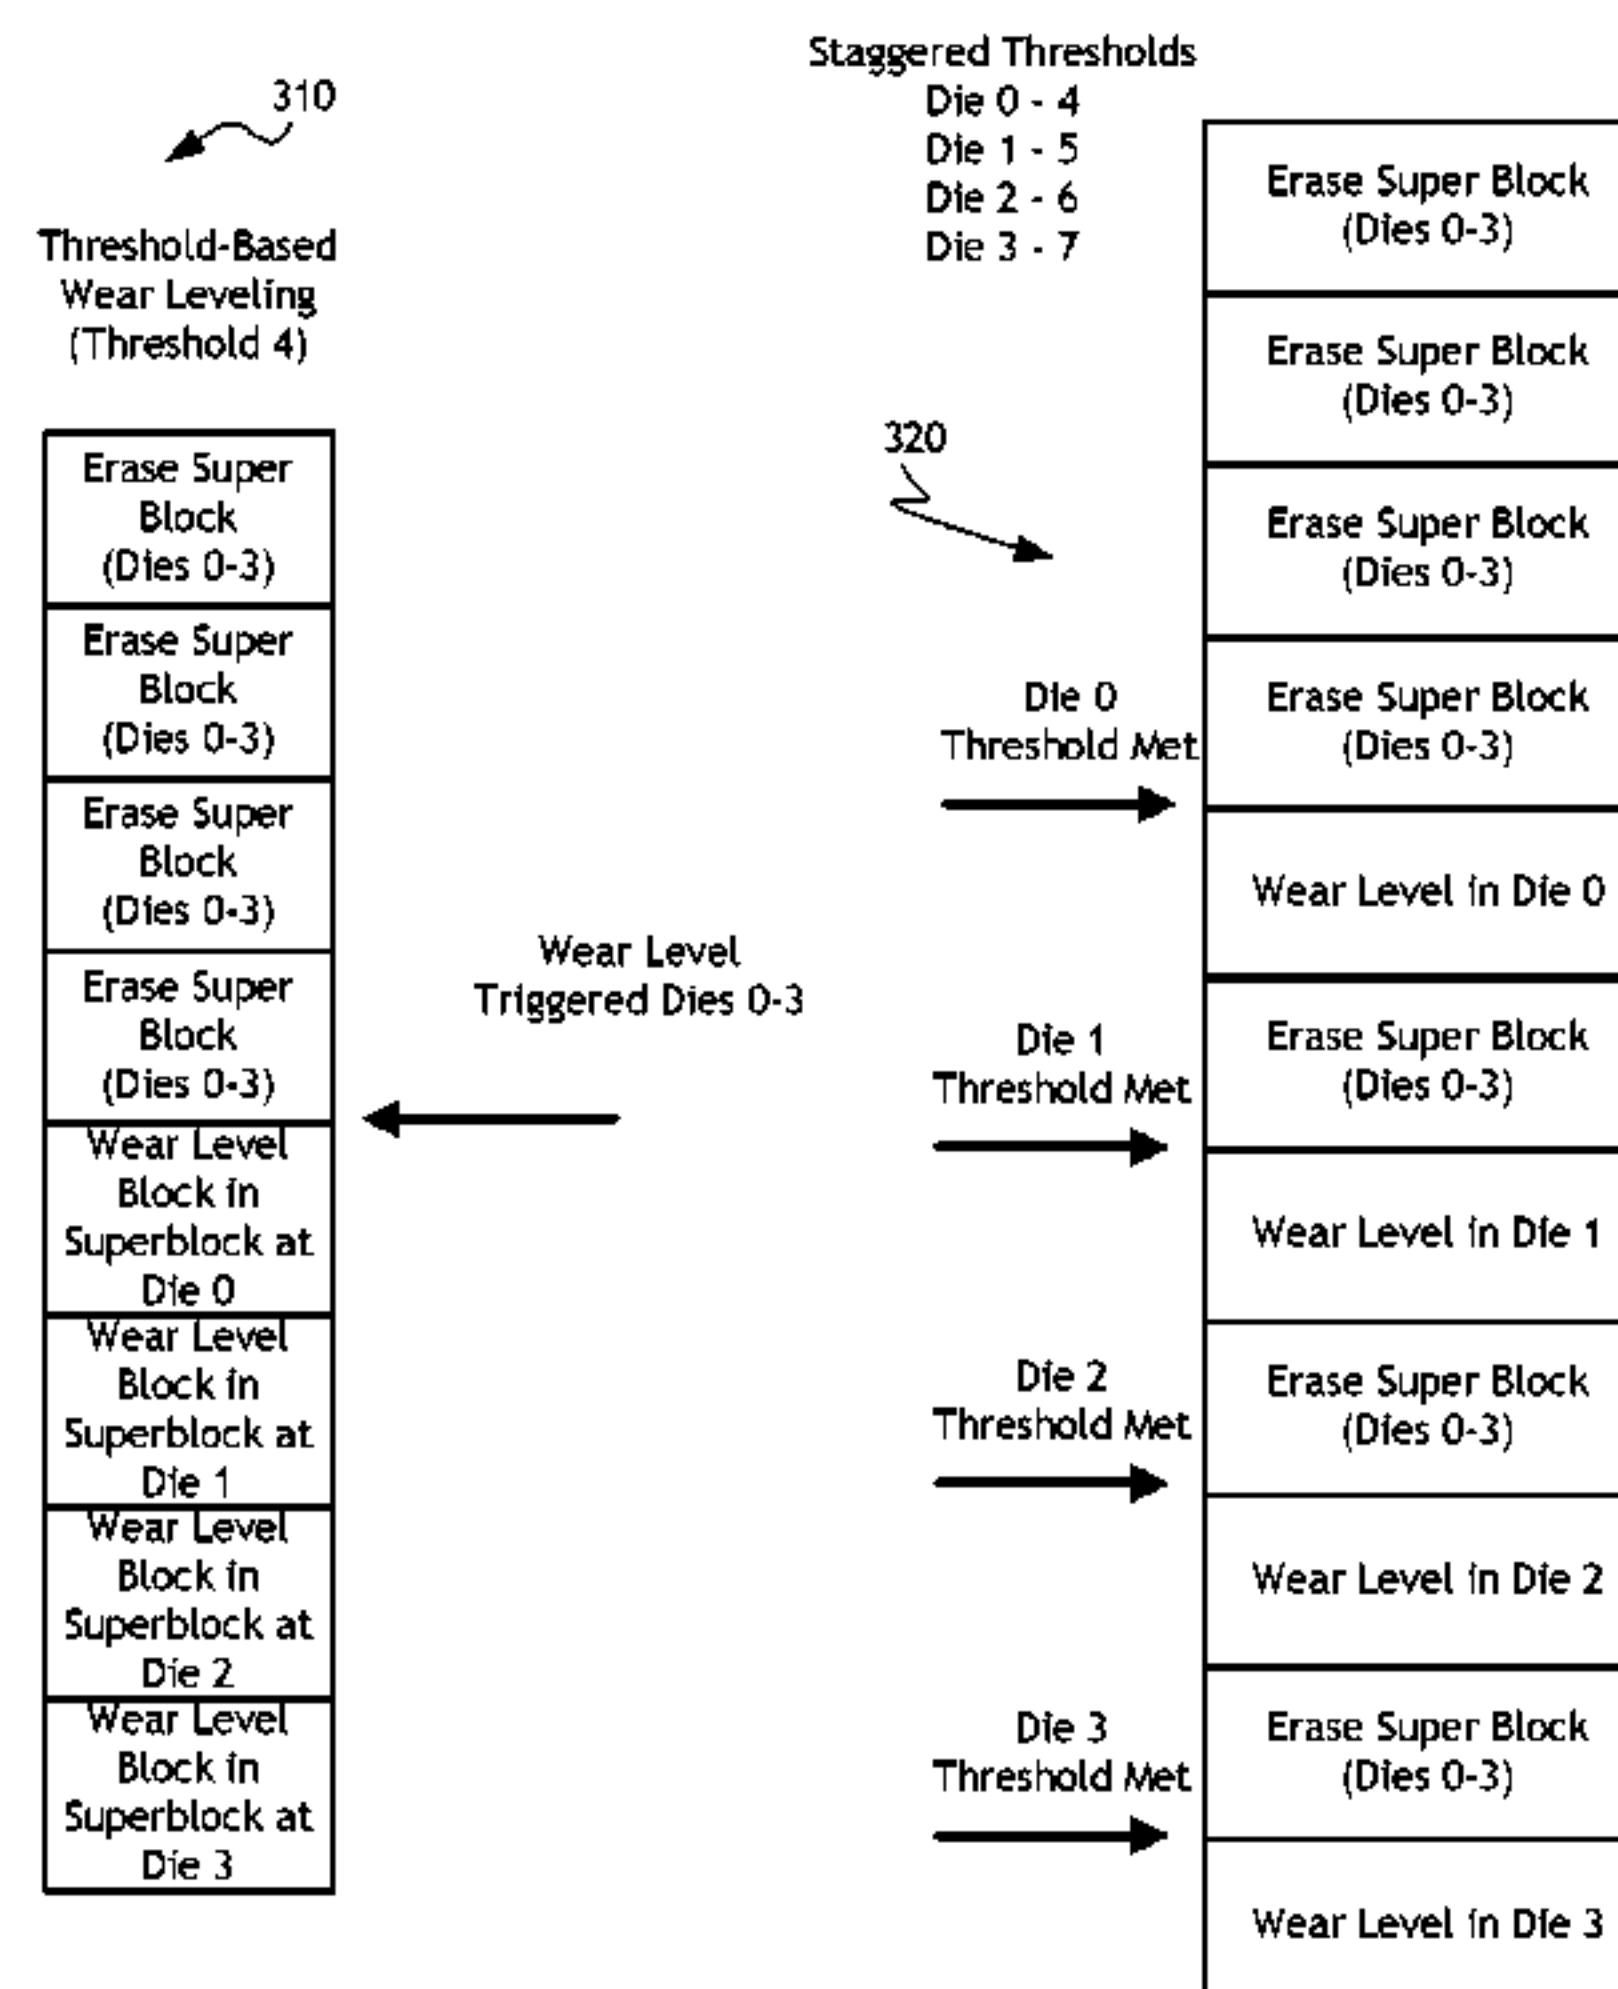 310
Threshold-Based
Wear Leveling
(Threshold 4)
Erase Super
Block
(Dies 0-3)
Erase Super
Block
(Dies 0-3)
Erase Super
Block
(Dies 0-3)
Erase Super
Block
(Dies 0-3)
Wear Level
Block in
Superblock at
Die 0
Wear Level
Block in
Superblock at
Die 1
Wear Level
Block in
Superblock at
Die 2
Wear Level
Block in
Superblock at
Die 3
Wear Level
Triggered Dies 0-3
Staggered Thresholds
Die 0 - 4
Die 1 - 5
Die 2 - 6
Die 3 - 7
320
Die 0
Threshold Met
Die 1
Threshold Met
Die 2
Threshold Met
Die 3
Threshold Met
Erase Super Block
(Dies 0-3)
Erase Super Block
(Dies 0-3)
Erase Super Block
(Dies 0-3)
Erase Super Block
(Dies 0-3)
Wear Level in Die 0
Erase Super Block
(Dies 0-3)
Wear Level in Die 1
Erase Super Block
(Dies 0-3)
Wear Level in Die 2
Erase Super Block
(Dies 0-3)
Wear Level in Die 3